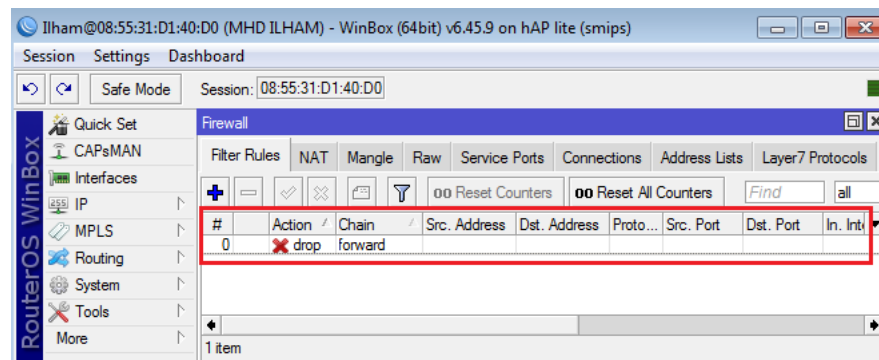 Ilham@08:55:31:D1:40:D0 (MHD ILHAM) - WinBox (64bit) v6.45.9 on hAP lite (smips)
Session Settings Dashboard
Safe Mode Session: 08:55:31:D1:40:D0
RouterOS WinBox
Quick Set
CAPsMAN
Interfaces
IP
MPLS
Routing
System
Tools
More
Firewall
Filter Rules NAT Mangle Raw Service Ports Connections Address Lists Layer7 Protocols
00 Reset Counters 00 Reset All Counters Find all
# Action Chain Src. Address Dst. Address Proto... Src. Port Dst. Port In. Inte
0 drop forward
1 item